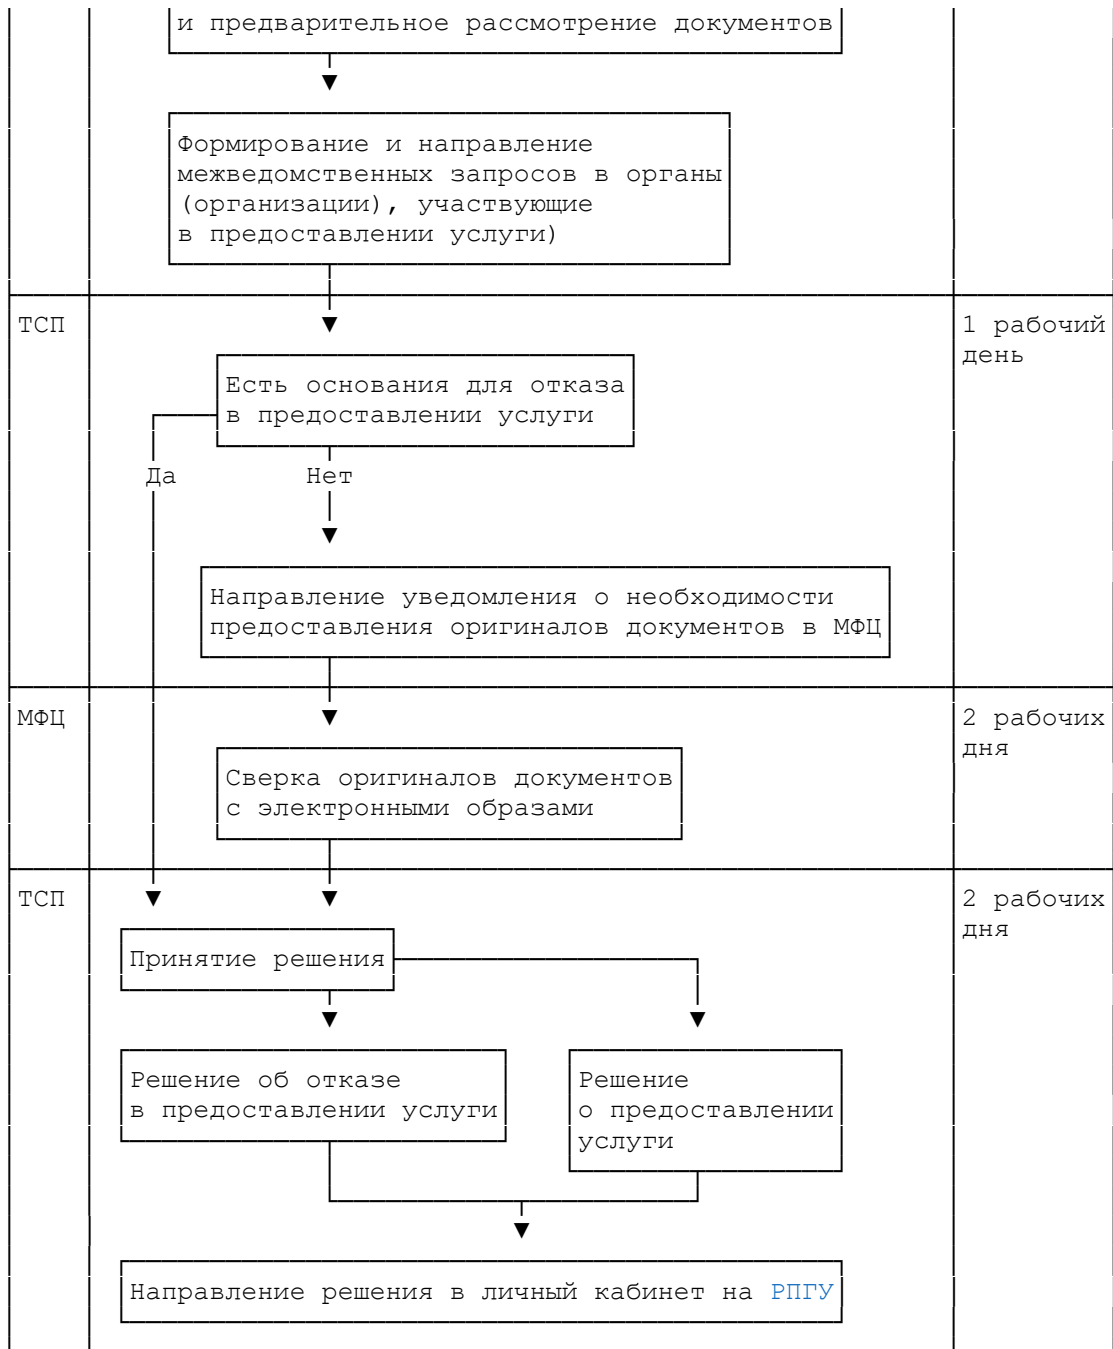 и предварительное рассмотрение документов
Формирование и направление
межведомственных запросов в органы
(организации), участвующие
в предоставлении услуги)
ТСП
1 рабочий
день
Есть основания для отказа
в предоставлении услуги
Да
Нет
Направление уведомления о необходимости
предоставления оригиналов документов в МФЦ
МФЦ
2 рабочих
дня
Сверка оригиналов документов
с электронными образами
ТСП
2 рабочих
дня
Принятие решения
Решение об отказе
в предоставлении услуги
Решение
о предоставлении
услуги
Направление решения в личный кабинет на РПГУ